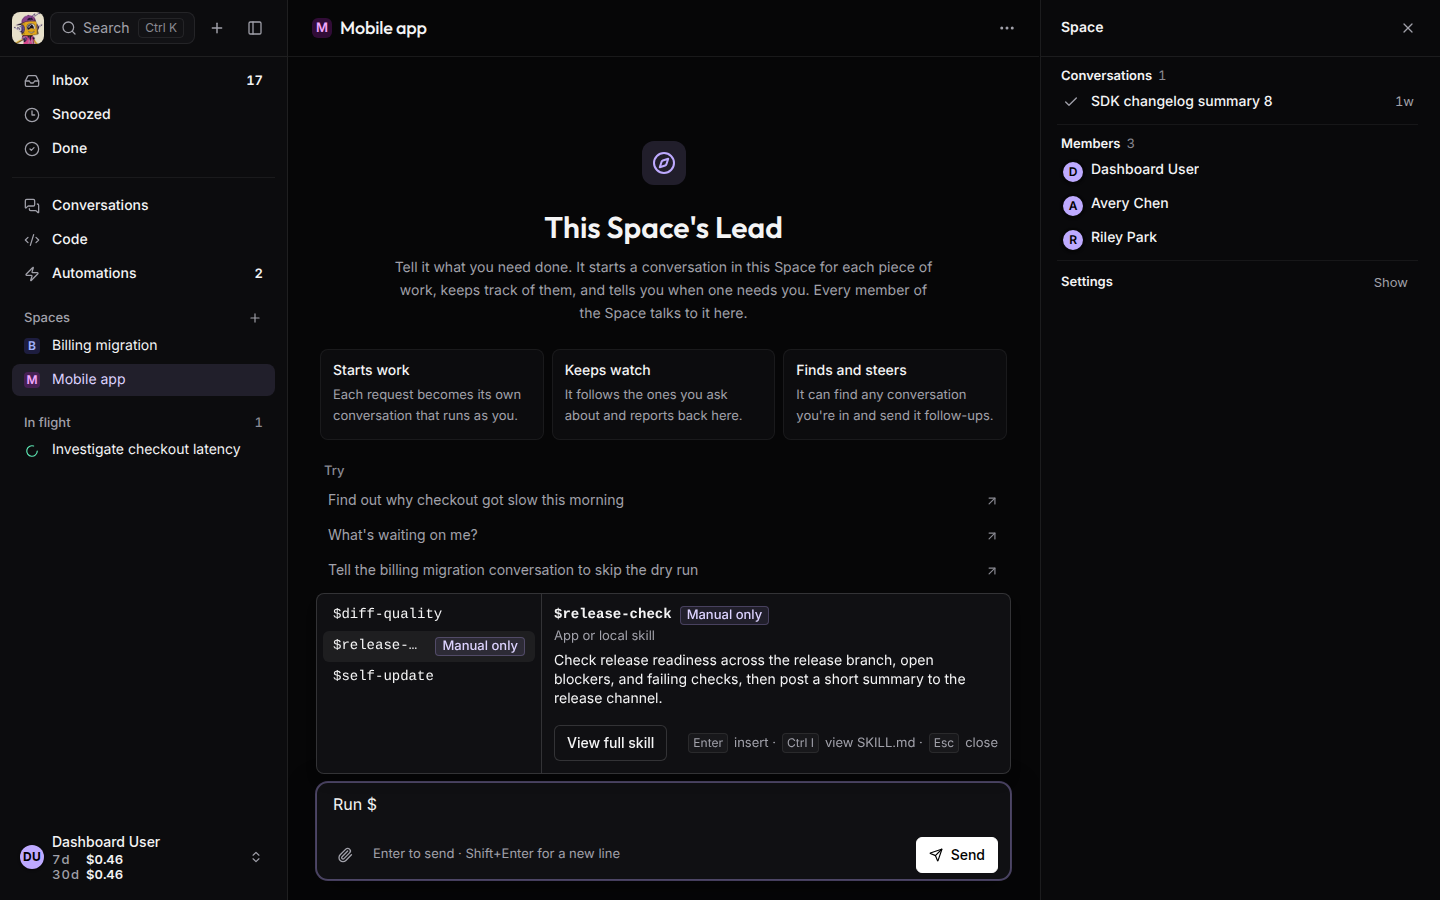 Search Ctrl K
Inbox 17
Snoozed
Done
Conversations
Code
Automations 2
Spaces
B Billing migration
M Mobile app
In flight 1
Investigate checkout latency
DU Dashboard User
7d $0.46
30d $0.46
M Mobile app
This Space's Lead
Tell it what you need done. It starts a conversation in this Space for each piece of
work, keeps track of them, and tells you when one needs you. Every member of
the Space talks to it here.
Starts work
Each request becomes its own
conversation that runs as you.
Keeps watch
It follows the ones you ask
about and reports back here.
Finds and steers
It can find any conversation
you're in and send it follow-ups.
Try
Find out why checkout got slow this morning
What's waiting on me?
Tell the billing migration conversation to skip the dry run
$diff-quality
$release-… Manual only
$self-update
$release-check Manual only
App or local skill
Check release readiness across the release branch, open
blockers, and failing checks, then post a short summary to the
release channel.
View full skill Enter insert · Ctrl I view SKILL.md · Esc close
Run $
Enter to send · Shift+Enter for a new line
Send
Space
Conversations 1
SDK changelog summary 8 1w
Members 3
D Dashboard User
A Avery Chen
R Riley Park
Settings Show